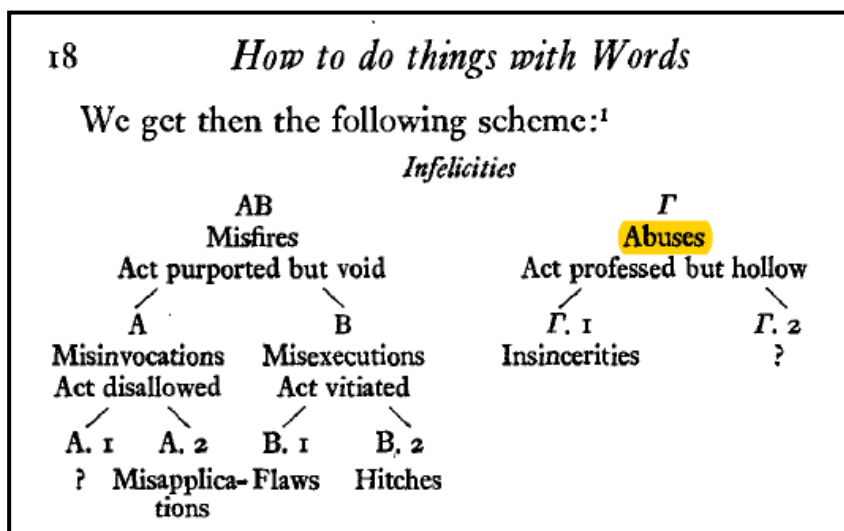 18 How to do things with Words
We get then the following scheme:¹
Infelicities
AB Γ
Misfires Abuses
Act purported but void Act professed but hollow
A B Γ. 1 Γ. 2
Misinvocations Misexecutions Insincerities ?
Act disallowed Act vitiated
A. 1 A. 2 B. 1 B. 2
? Misapplica- Flaws Hitches
tions